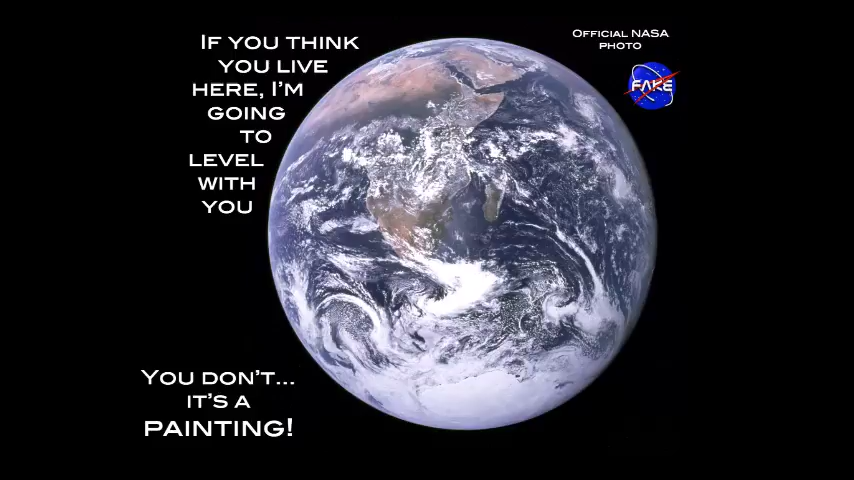 IF YOU THINK
YOU LIVE
HERE, I'M
GOING
TO
LEVEL
WITH
YOU
OFFICIAL NASA
PHOTO
FAKE
YOU DON'T...
IT'S A
PAINTING!